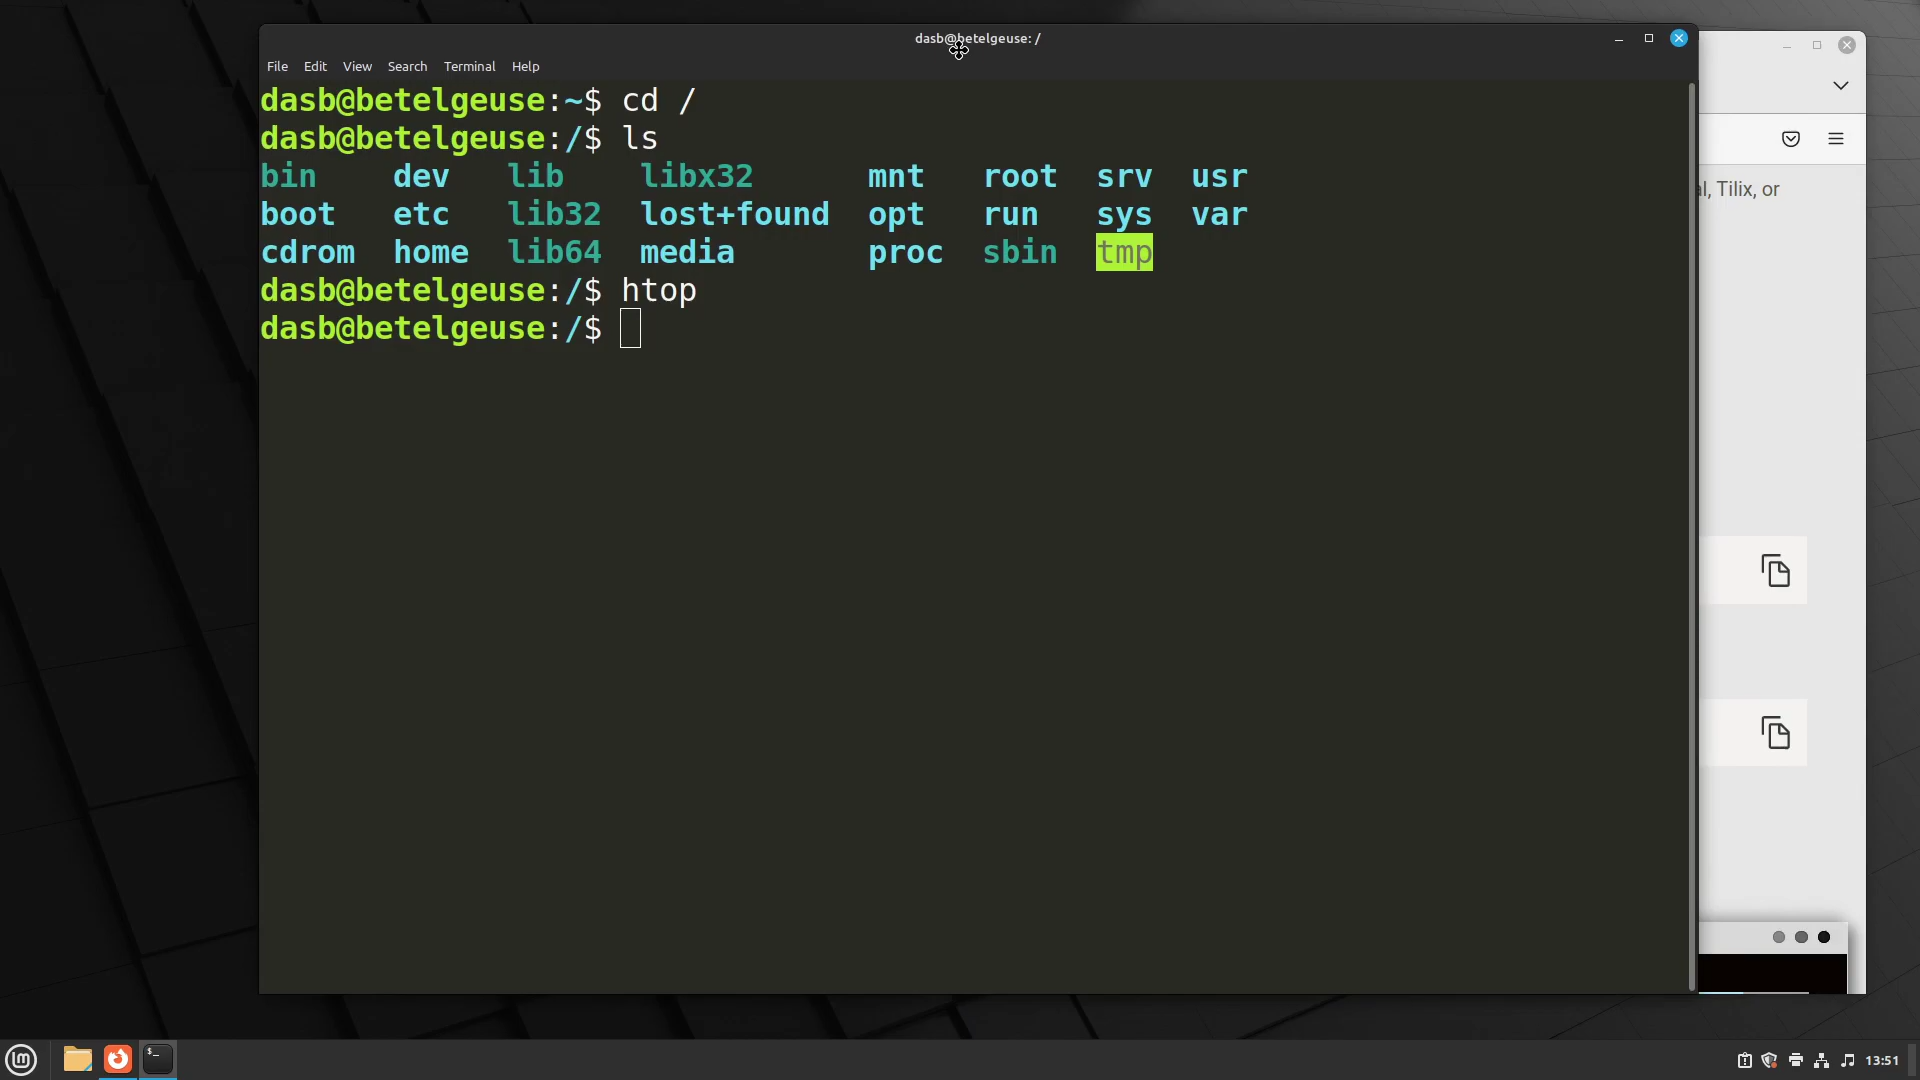 dasb@betelgeuse: /
File Edit View Search Terminal Help
dasb@betelgeuse:~$ cd /
dasb@betelgeuse:/$ ls
bin dev lib libx32 mnt root srv usr
boot etc lib32 lost+found opt run sys var
cdrom home lib64 media proc sbin tmp
dasb@betelgeuse:/$ htop
dasb@betelgeuse:/$
l, Tilix, or
$_
13:51